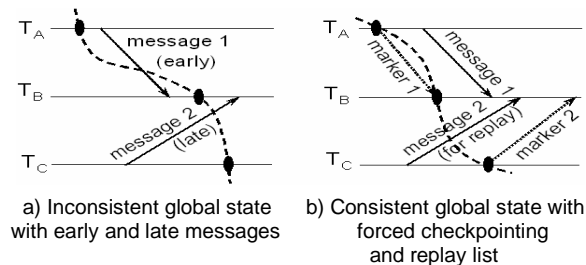 T_A
message 1
(early)
T_B
message 2
(late)
T_C
a) Inconsistent global state
with early and late messages
T_A
marker 1
message 1
T_B
message 2
(for replay)
marker 2
T_C
b) Consistent global state with
forced checkpointing
and replay list